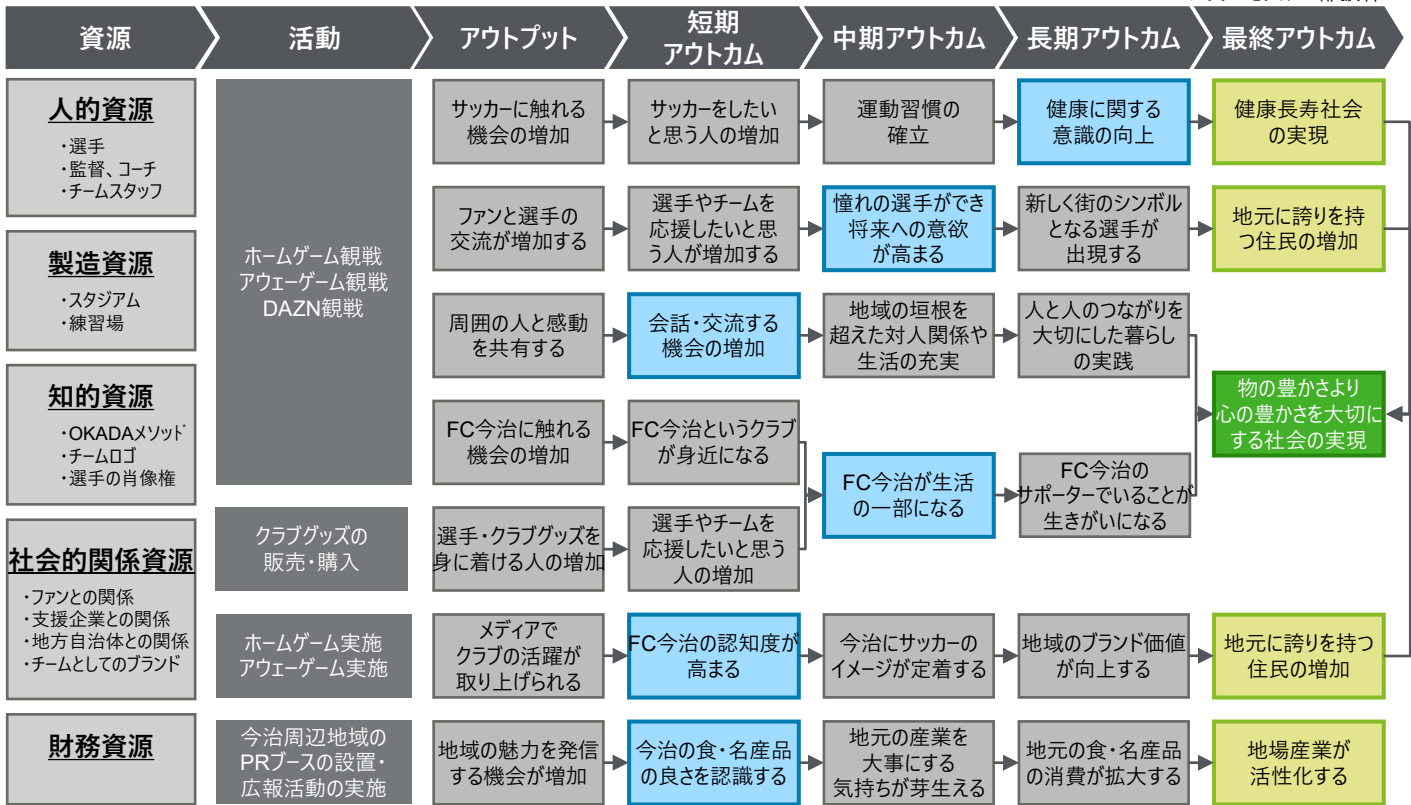 資源
活動
アウトプット
短期
アウトカム
中期アウトカム
長期アウトカム
最終アウトカム
人的資源
・選手
・監督、コーチ
・チームスタッフ
製造資源
・スタジアム
・練習場
知的資源
・OKADAメソッド
・チームロゴ
・選手の肖像権
社会的関係資源
・ファンとの関係
・支援企業との関係
・地方自治体との関係
・チームとしてのブランド
財務資源
ホームゲーム観戦
アウェーゲーム観戦
DAZN観戦
クラブグッズの
販売・購入
ホームゲーム実施
アウェーゲーム実施
今治周辺地域の
PRブースの設置・
広報活動の実施
サッカーに触れる
機会の増加
サッカーをしたい
と思う人の増加
運動習慣の
確立
健康に関する
意識の向上
健康長寿社会
の実現
ファンと選手の
交流が増加する
選手やチームを
応援したいと思
う人が増加する
憧れの選手ができ
将来への意欲
が高まる
新しく街のシンボル
となる選手が
出現する
地元に誇りを持
つ住民の増加
周囲の人と感動
を共有する
会話・交流する
機会の増加
地域の垣根を
超えた対人関係や
生活の充実
人と人のつながりを
大切にした暮らし
の実践
物の豊かさより
心の豊かさを大切に
する社会の実現
FC今治に触れる
機会の増加
FC今治というクラブ
が身近になる
FC今治が生活
の一部になる
FC今治の
サポーターでいることが
生きがいになる
選手・クラブグッズを
身に着ける人の増加
選手やチームを
応援したいと思う
人の増加
メディアで
クラブの活躍が
取り上げられる
FC今治の認知度が
高まる
今治にサッカーの
イメージが定着する
地域のブランド価値
が向上する
地元に誇りを持つ
住民の増加
地域の魅力を発信
する機会が増加
今治の食・名産品
の良さを認識する
地元の産業を
大事にする
気持ちが芽生える
地元の食・名産品
の消費が拡大する
地場産業が
活性化する